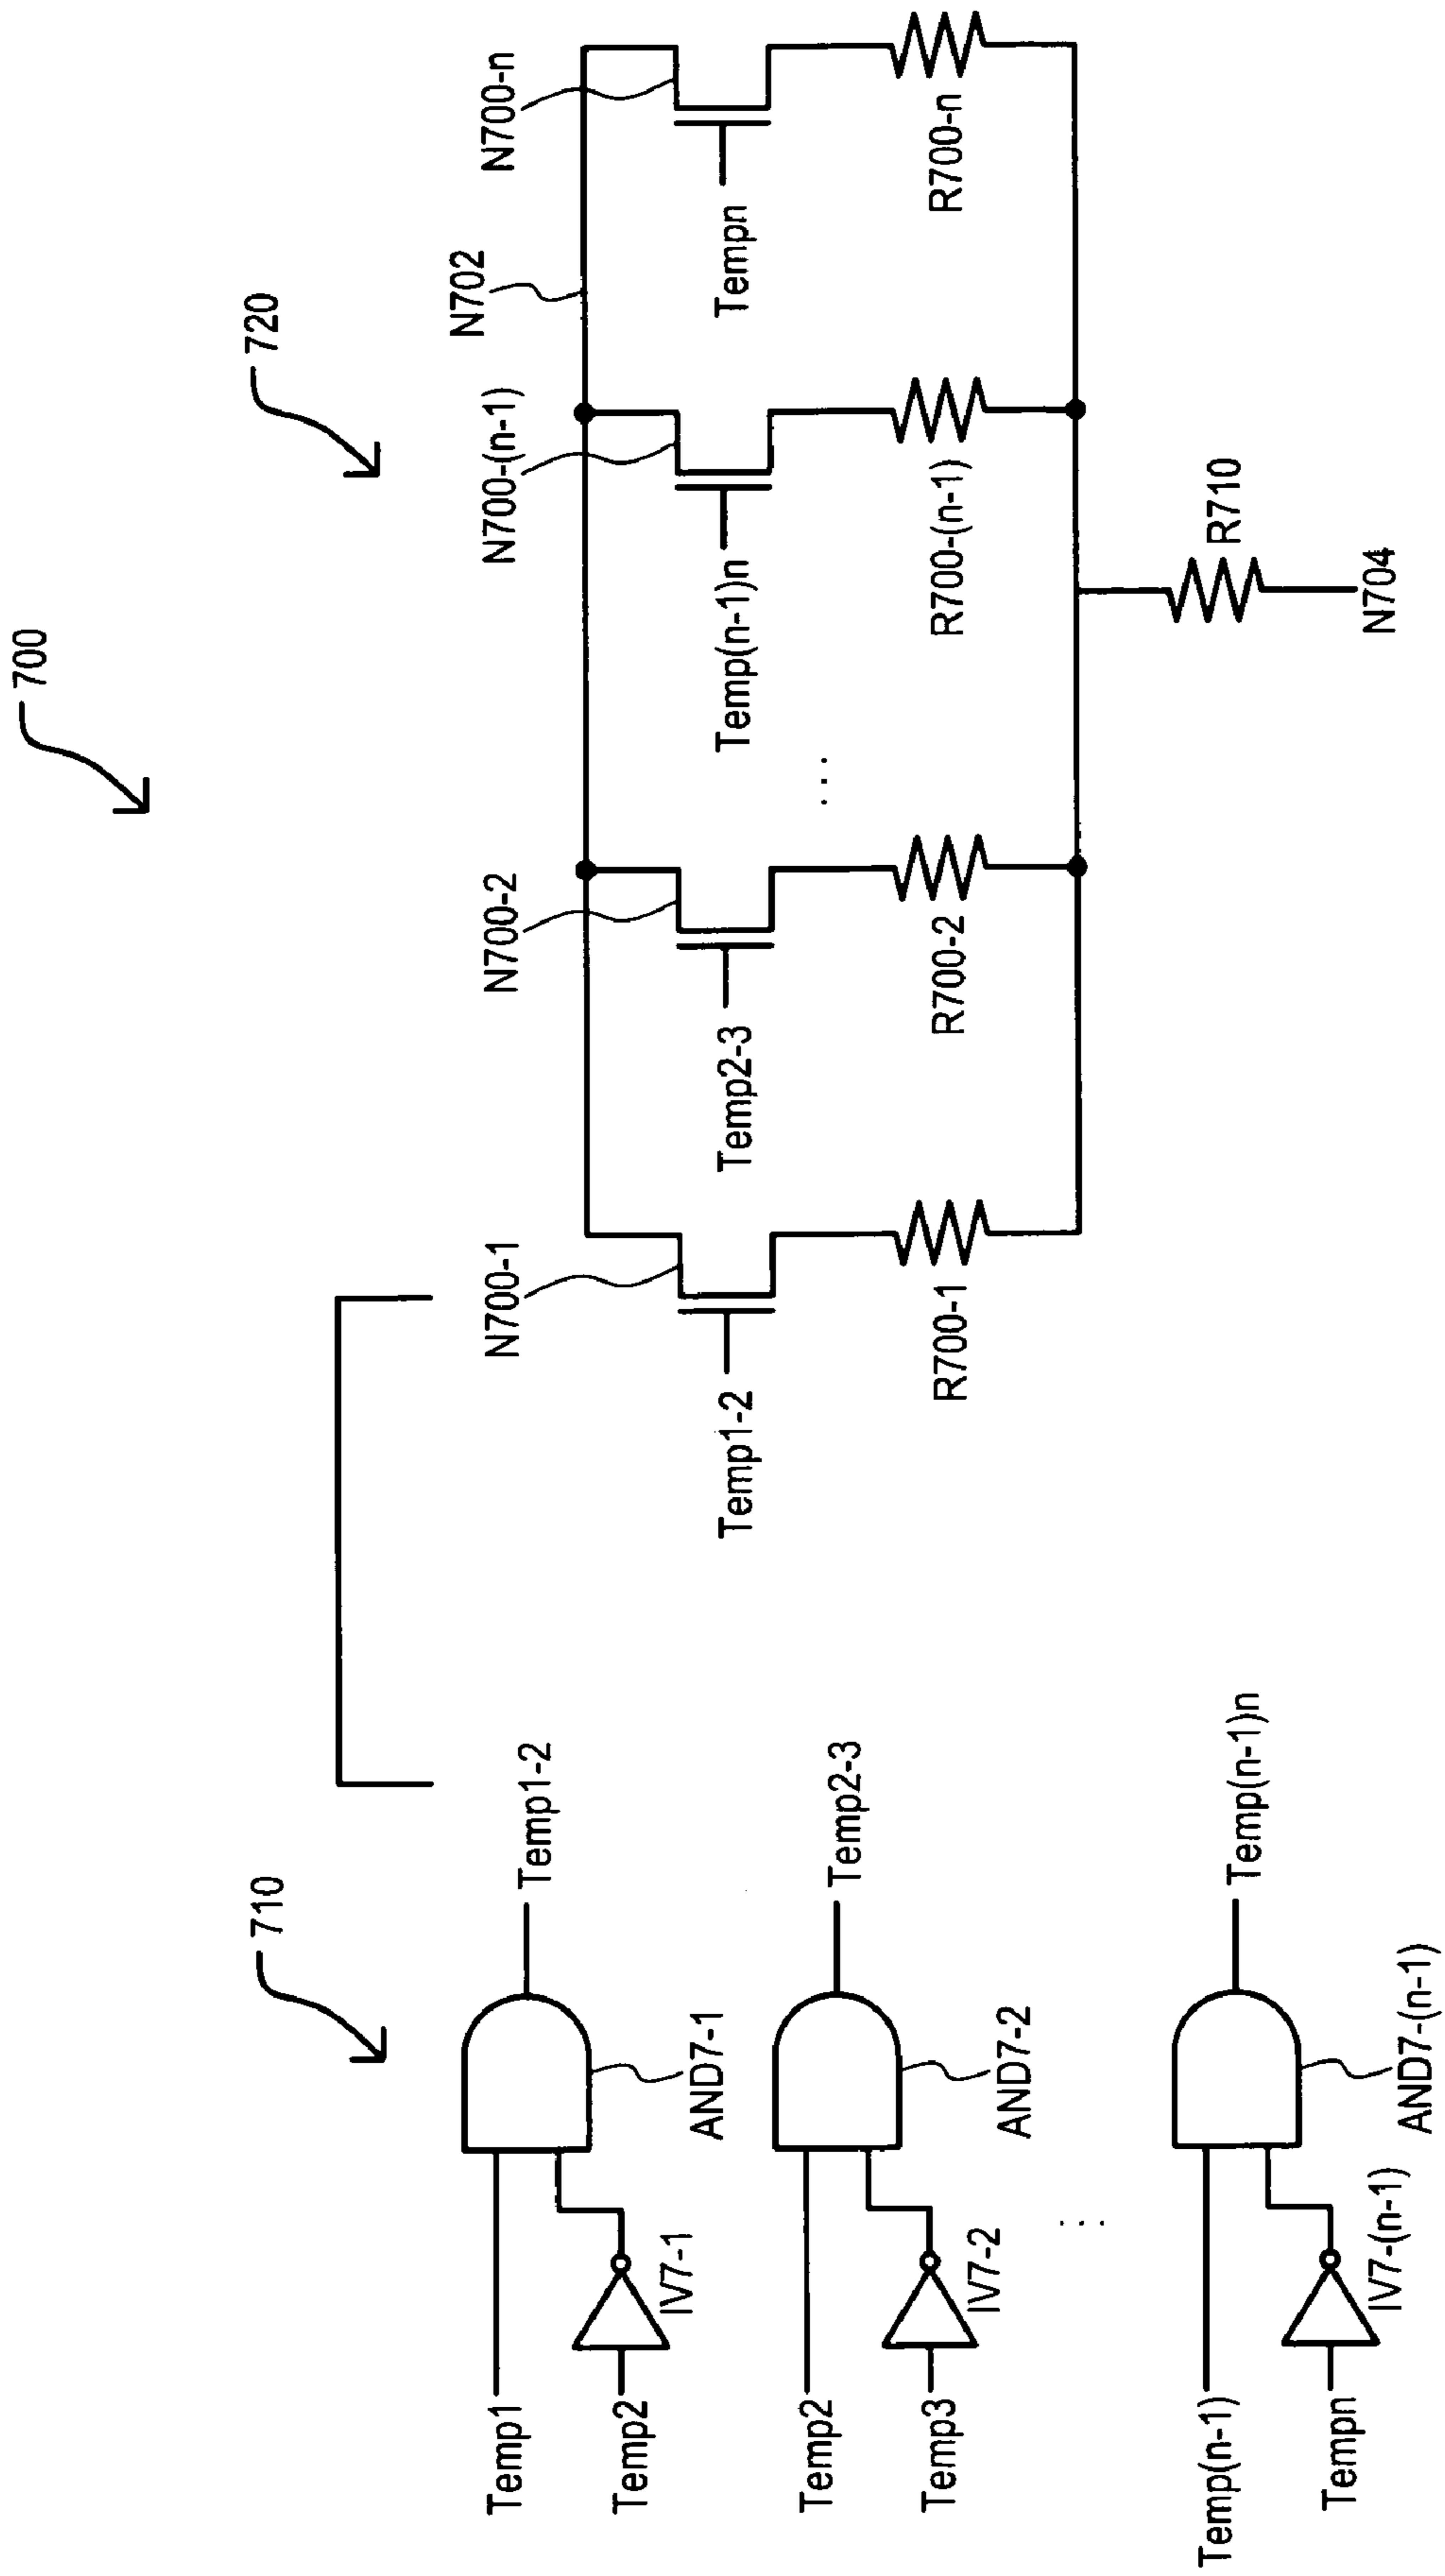 700
710
720
Temp1
Temp2
IV7-1
AND7-1
Temp1-2
Temp2
Temp3
IV7-2
AND7-2
Temp2-3
...
Temp(n-1)
Tempn
IV7-(n-1)
AND7-(n-1)
Temp(n-1)n
N700-1
N700-2
N700-(n-1)
N702
N700-n
Temp1-2
Temp2-3
...
Temp(n-1)n
Tempn
R700-1
R700-2
R700-(n-1)
R700-n
R710
N704